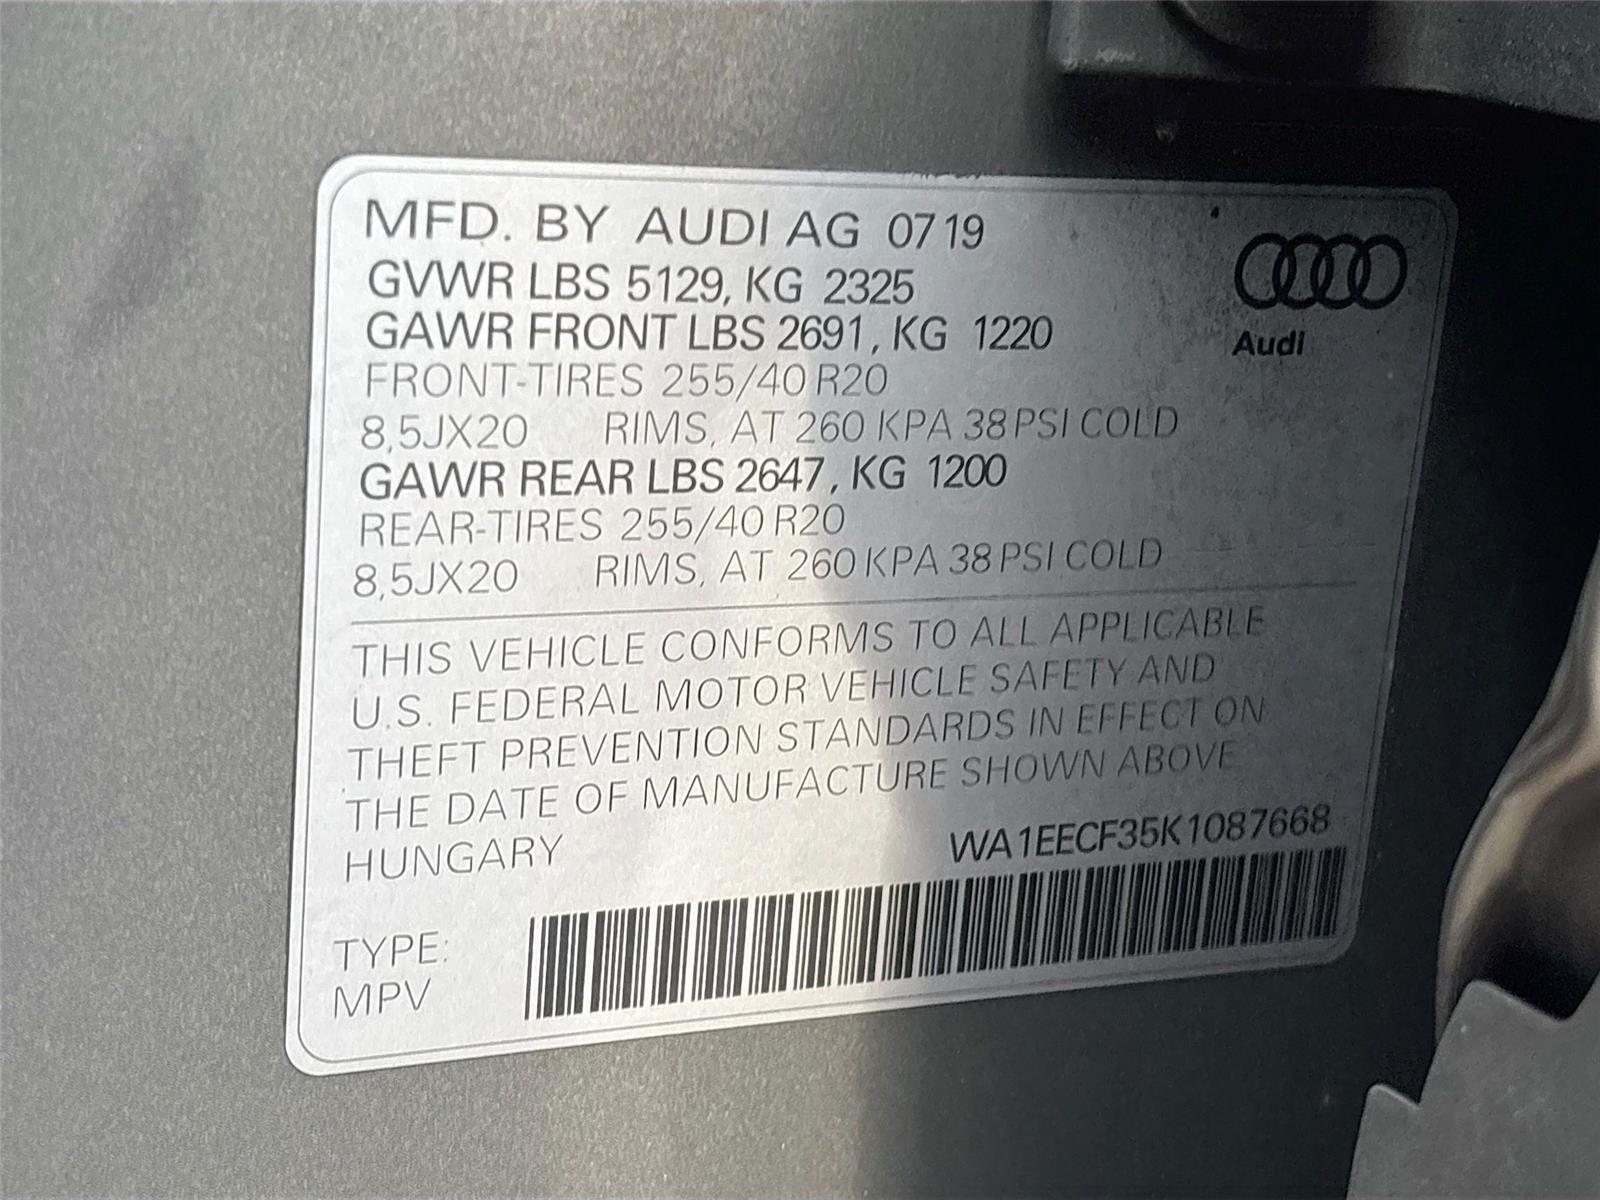 MFD. BY AUDI AG 0719
GVWR LBS 5129, KG 2325
GAWR FRONT LBS 2691, KG 1220
FRONT-TIRES 255/40 R20
8,5JX20 RIMS, AT 260 KPA 38 PSI COLD
GAWR REAR LBS 2647, KG 1200
REAR-TIRES 255/40 R20
8,5JX20 RIMS, AT 260 KPA 38 PSI COLD
Audi
THIS VEHICLE CONFORMS TO ALL APPLICABLE
U.S. FEDERAL MOTOR VEHICLE SAFETY AND
THEFT PREVENTION STANDARDS IN EFFECT ON
THE DATE OF MANUFACTURE SHOWN ABOVE
HUNGARY
WA1EECF35K1087668
TYPE:
MPV